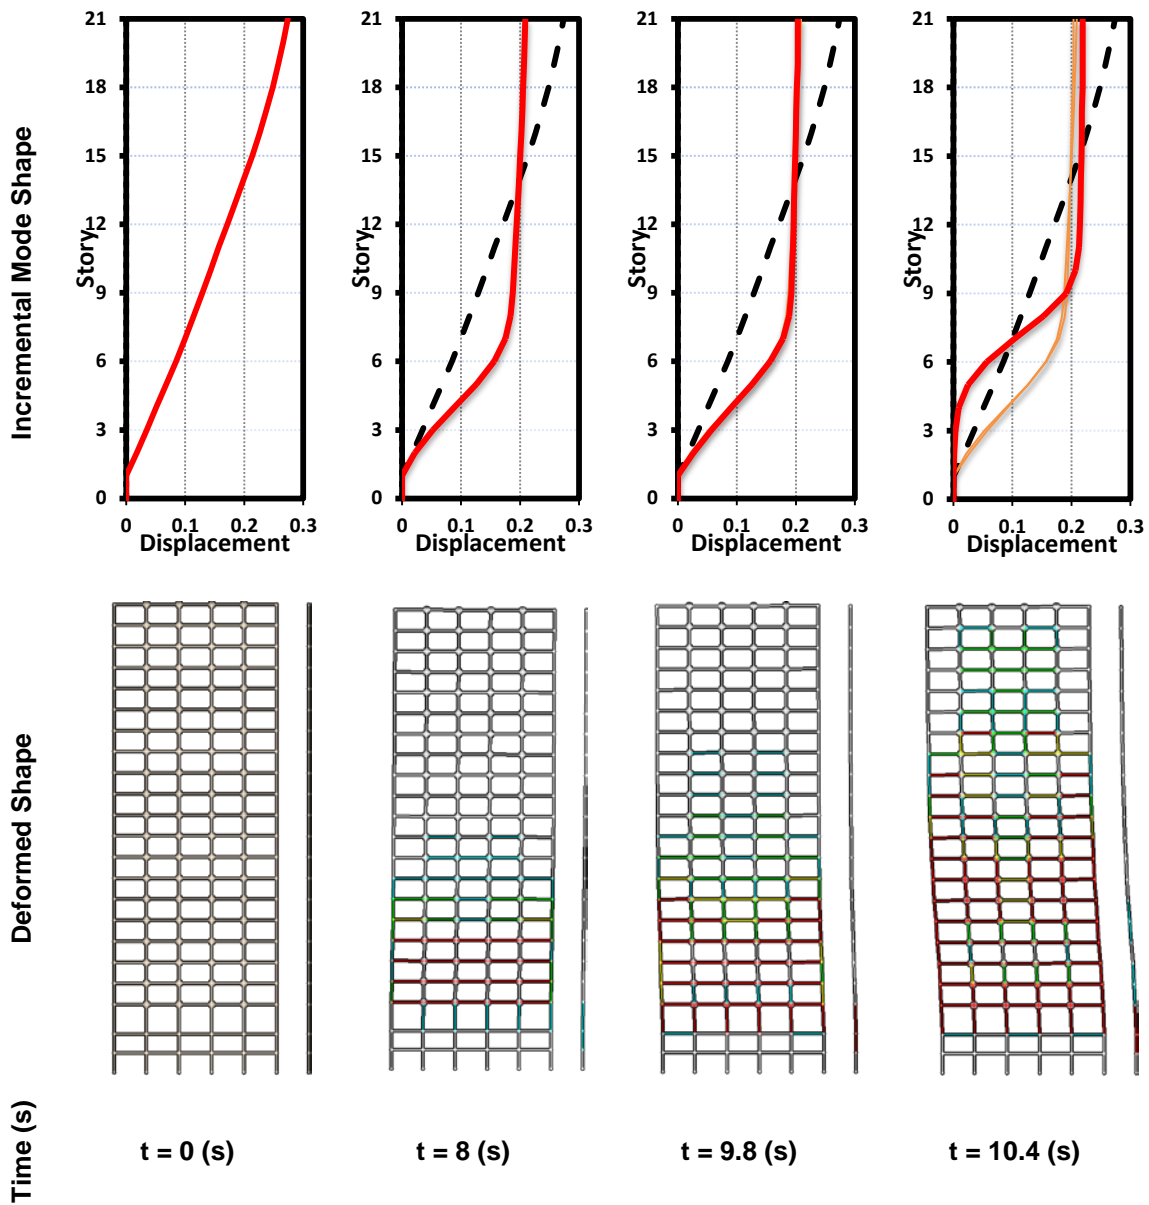 Incremental Mode Shape
Story
21
18
15
12
9
6
3
0
0 0.1 0.2 0.3
Displacement
Story
21
18
15
12
9
6
3
0
0 0.1 0.2 0.3
Displacement
Story
21
18
15
12
9
6
3
0
0 0.1 0.2 0.3
Displacement
Story
21
18
15
12
9
6
3
0
0 0.1 0.2 0.3
Displacement
Deformed Shape
Time (s)
t = 0 (s)
t = 8 (s)
t = 9.8 (s)
t = 10.4 (s)